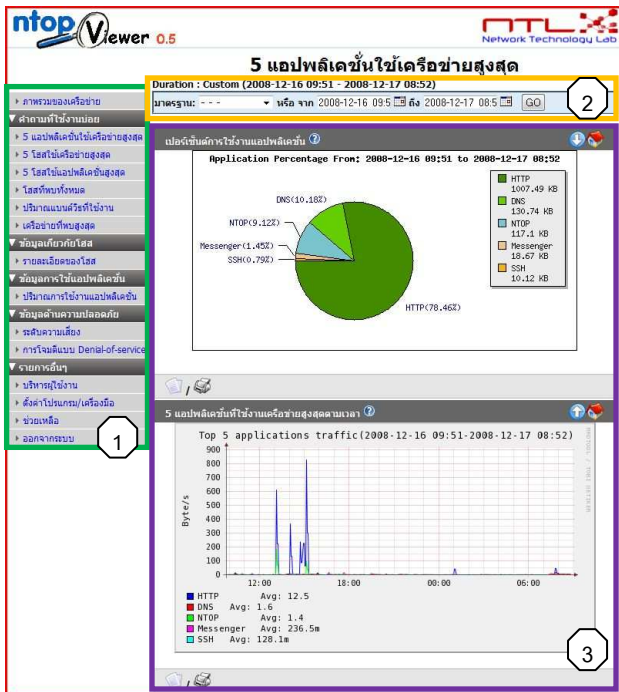 ntop Viewer 0.5
NTL
Network Technology Lab
5 แอปพลิเคชั่นใช้เครือข่ายสูงสุด
Duration : Custom (2008-12-16 09:51 - 2008-12-17 08:52)
มาตรฐาน: - - - หรือ จาก 2008-12-16 09:5 ถึง 2008-12-17 08:5 GO
2
ภาพรวมของเครือข่าย
คำถามที่ใช้งานบ่อย
5 แอปพลิเคชั่นใช้เครือข่ายสูงสุด
5 โฮสใช้เครือข่ายสูงสุด
5 โฮสใช้แอปพลิเคชั่นสูงสุด
โฮสที่พบทั้งหมด
ปริมาณแบนด์วิธที่ใช้งาน
เครือข่ายที่พบสูงสุด
ข้อมูลเกี่ยวกับโฮส
รายละเอียดของโฮส
ข้อมูลการใช้แอปพลิเคชั่น
ปริมาณการใช้งานแอปพลิเคชั่น
ข้อมูลด้านความปลอดภัย
ระดับความเสี่ยง
การโจมตีแบบ Denial-of-service
รายการอื่นๆ
บริหารผู้ใช้งาน
ตั้งค่าโปรแกรม/เครื่องมือ
ช่วยเหลือ
ออกจากระบบ
1
เปอร์เซ็นต์การใช้งานแอปพลิเคชั่น ?
Application Percentage From: 2008-12-16 09:51 to 2008-12-17 08:52
DNS(10.18%)
NTOP(9.12%)
Messenger(1.45%)
SSH(0.79%)
HTTP(78.46%)
HTTP
1007.49 KB
DNS
130.74 KB
NTOP
117.1 KB
Messenger
18.67 KB
SSH
10.12 KB
/
5 แอปพลิเคชั่นที่ใช้งานเครือข่ายสูงสุดตามเวลา ?
Top 5 applications traffic(2008-12-16 09:51-2008-12-17 08:52)
RRDTOOL / TOBI OETIKER
Byte/s
900
800
700
600
500
400
300
200
100
0
12:00 18:00 00:00 06:00
HTTP Avg: 12.5
DNS Avg: 1.6
NTOP Avg: 1.4
Messenger Avg: 236.5m
SSH Avg: 128.1m
3
/